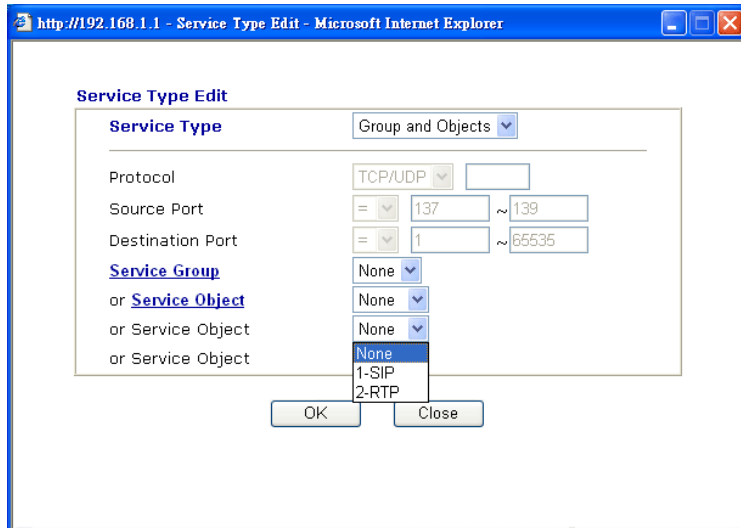 http://192.168.1.1 - Service Type Edit - Microsoft Internet Explorer
Service Type Edit
Service Type Group and Objects
Protocol TCP/UDP
Source Port = 137 ~ 139
Destination Port = 1 ~ 65535
Service Group None
or Service Object None
or Service Object None
or Service Object
None
1-SIP
2-RTP
OK Close